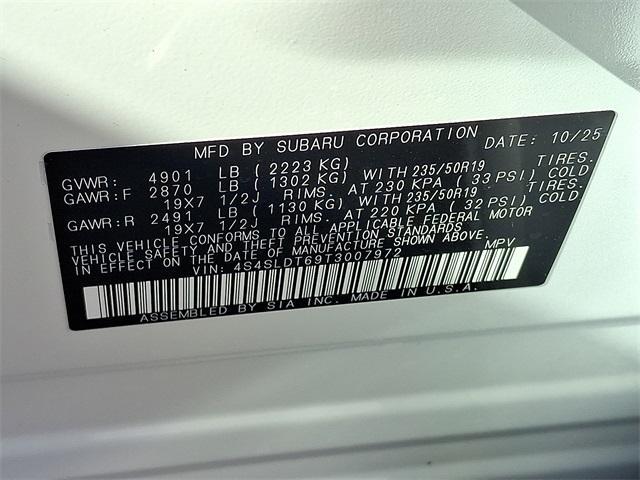 MFD BY SUBARU CORPORATION DATE: 10/25
GVWR: 4901 LB (2223 KG)
GAWR:F 2870 LB (1302 KG) WITH 235/50R19 TIRES.
19X7 1/2J RIMS. AT 230 KPA (33 PSI) COLD
GAWR:R 2491 LB (1130 KG) WITH 235/50R19 TIRES.
19X7 1/2J RIMS. AT 220 KPA (32 PSI) COLD
THIS VEHICLE CONFORMS TO ALL APPLICABLE FEDERAL MOTOR
VEHICLE SAFETY AND THEFT PREVENTION STANDARDS
IN EFFECT ON THE DATE OF MANUFACTURE SHOWN ABOVE.
VIN: 4S4SLDT69T3007972 MPV
ASSEMBLED BY SIA INC. MADE IN U.S.A.